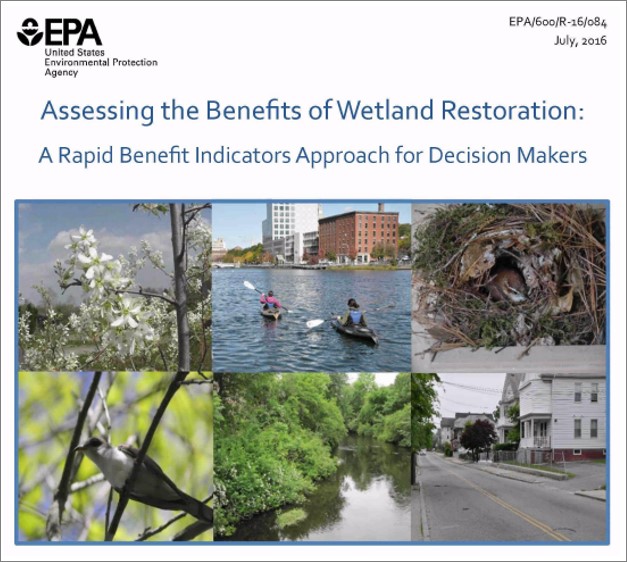 EPA
United States
Environmental Protection
Agency
EPA/600/R-16/084
July, 2016
Assessing the Benefits of Wetland Restoration:
A Rapid Benefit Indicators Approach for Decision Makers